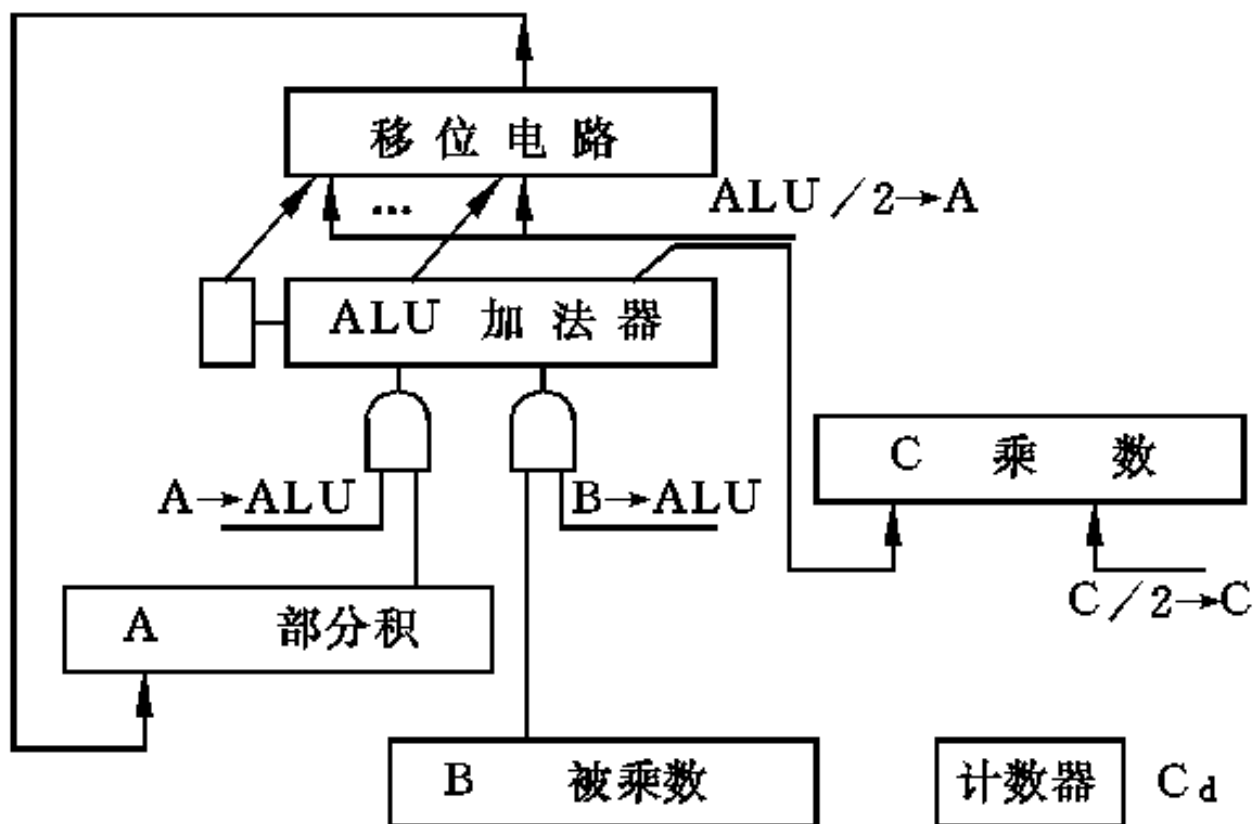 移位电路
...
ALU/2→A
ALU 加法器
C 乘数
A→ALU
B→ALU
C/2→C
A 部分积
B 被乘数
计数器 Cd